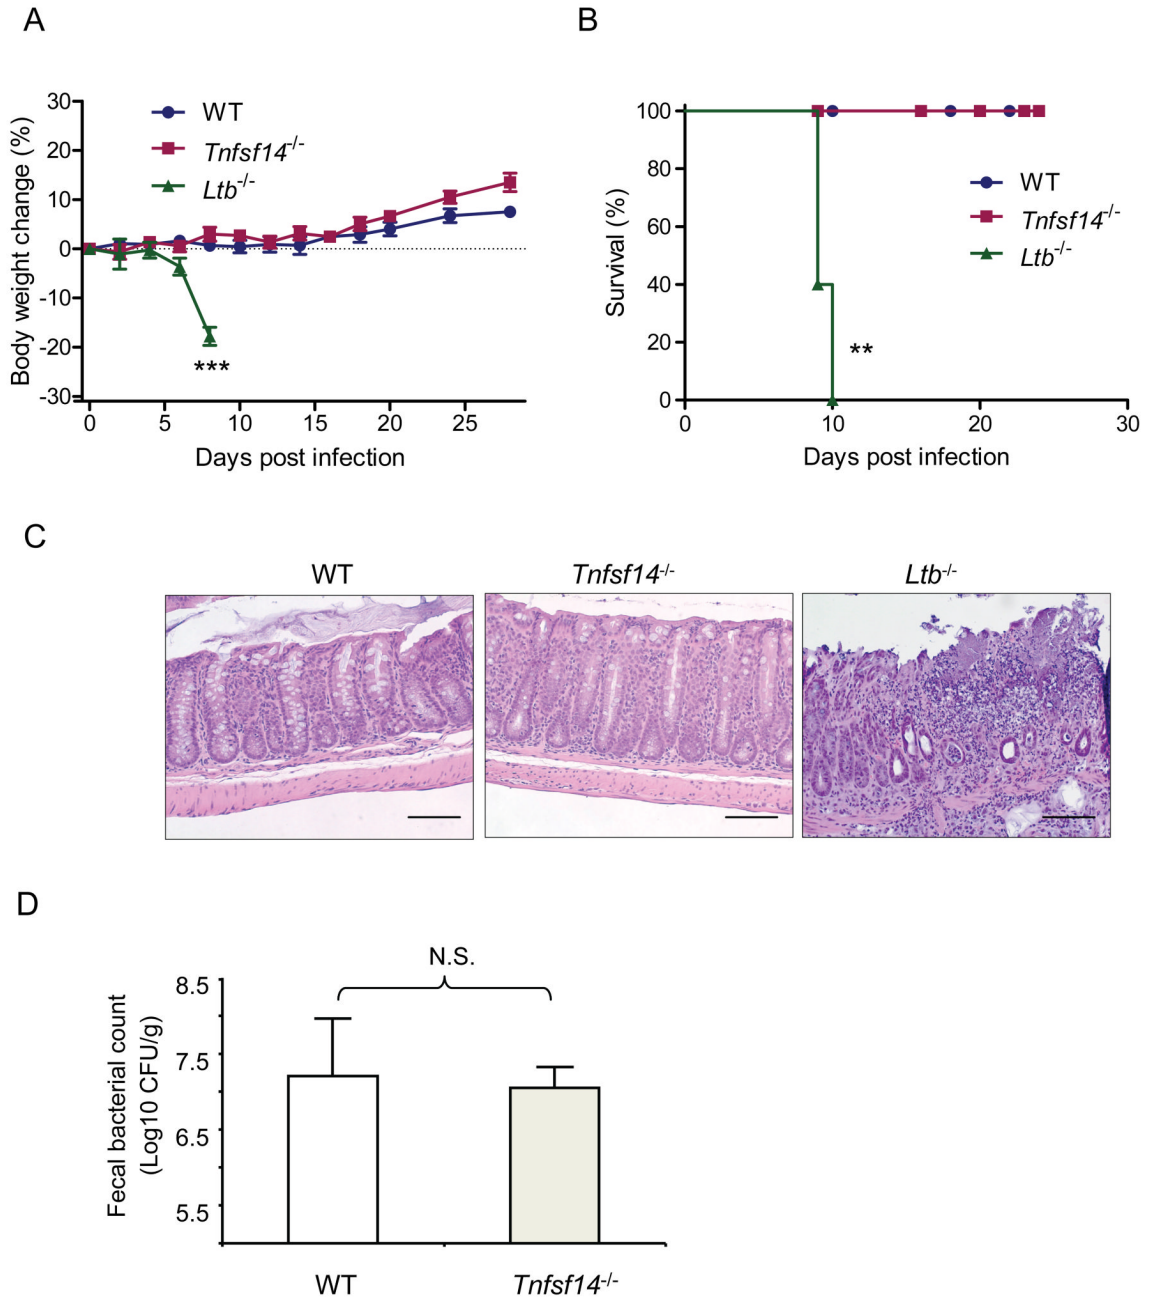 A
B
WT
Tnfsf14-/-
Ltb-/-
30
20
10
0
-10
-20
-30
Body weight change (%)
***
0 5 10 15 20 25
Days post infection
100
80
60
40
20
0
Survival (%)
WT
Tnfsf14-/-
Ltb-/-
**
0 10 20 30
Days post infection
C
WT Tnfsf14-/- Ltb-/-
D
N.S.
8.5
7.5
6.5
5.5
Fecal bacterial count
(Log10 CFU/g)
WT Tnfsf14-/-